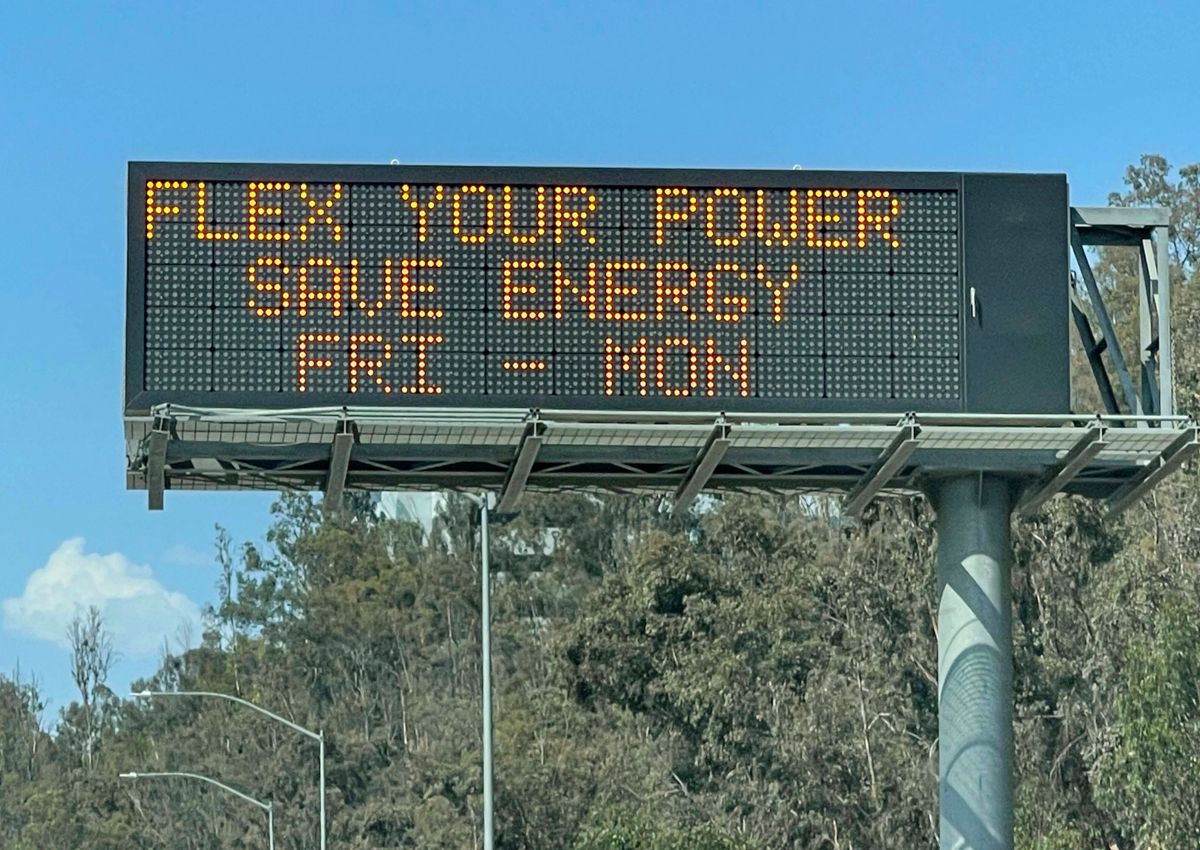 FLEX YOUR POWER
SAVE ENERGY
FRI - MON